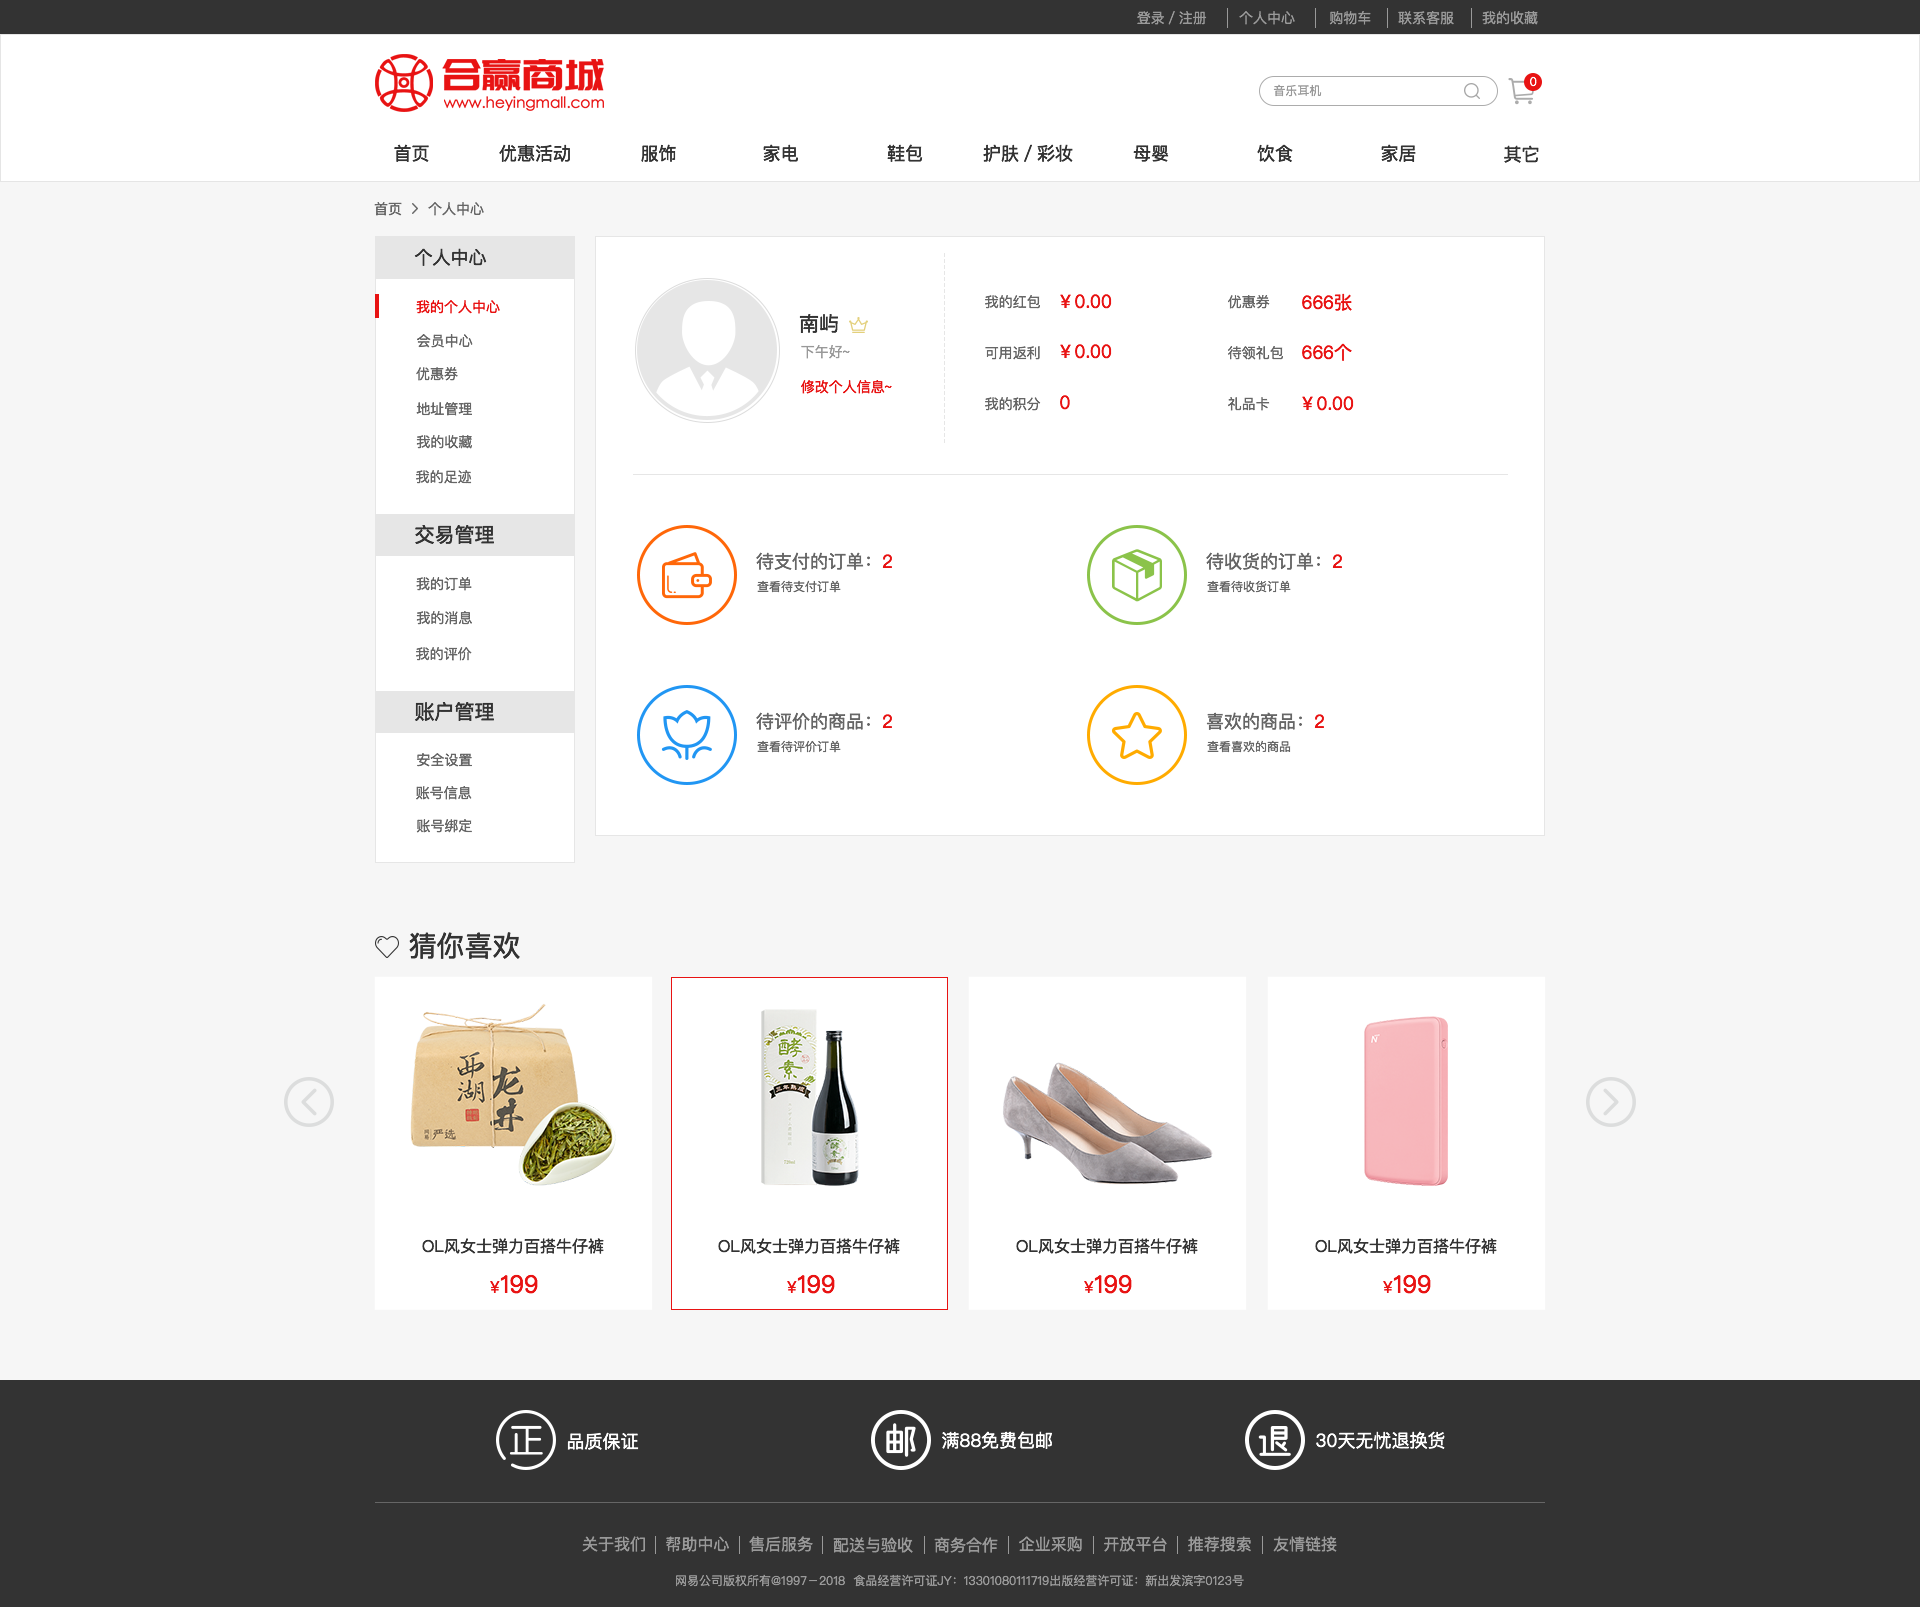 登录 / 注册 个人中心 购物车 联系客服 我的收藏
合赢商城
www.heyingmall.com
音乐耳机
0
首页 优惠活动 服饰 家电 鞋包 护肤 / 彩妆 母婴 饮食 家居 其它
首页 > 个人中心
个人中心
我的个人中心
会员中心
优惠券
地址管理
我的收藏
我的足迹
交易管理
我的订单
我的消息
我的评价
账户管理
安全设置
账号信息
账号绑定
南屿
下午好~
修改个人信息~
我的红包 ¥ 0.00 优惠券 666张
可用返利 ¥ 0.00 待领礼包 666个
我的积分 0 礼品卡 ¥ 0.00
待支付的订单：2
查看待支付订单
待收货的订单：2
查看待收货订单
待评价的商品：2
查看待评价订单
喜欢的商品：2
查看喜欢的商品
猜你喜欢
西湖
龙井
严选
酵素
酵素
OL风女士弹力百搭牛仔裤
¥199
OL风女士弹力百搭牛仔裤
¥199
OL风女士弹力百搭牛仔裤
¥199
OL风女士弹力百搭牛仔裤
¥199
正 品质保证
邮 满88免费包邮
退 30天无忧退换货
关于我们 帮助中心 售后服务 配送与验收 商务合作 企业采购 开放平台 推荐搜索 友情链接
网易公司版权所有@1997－2018 食品经营许可证JY：13301080111719出版经营许可证：新出发滨字0123号